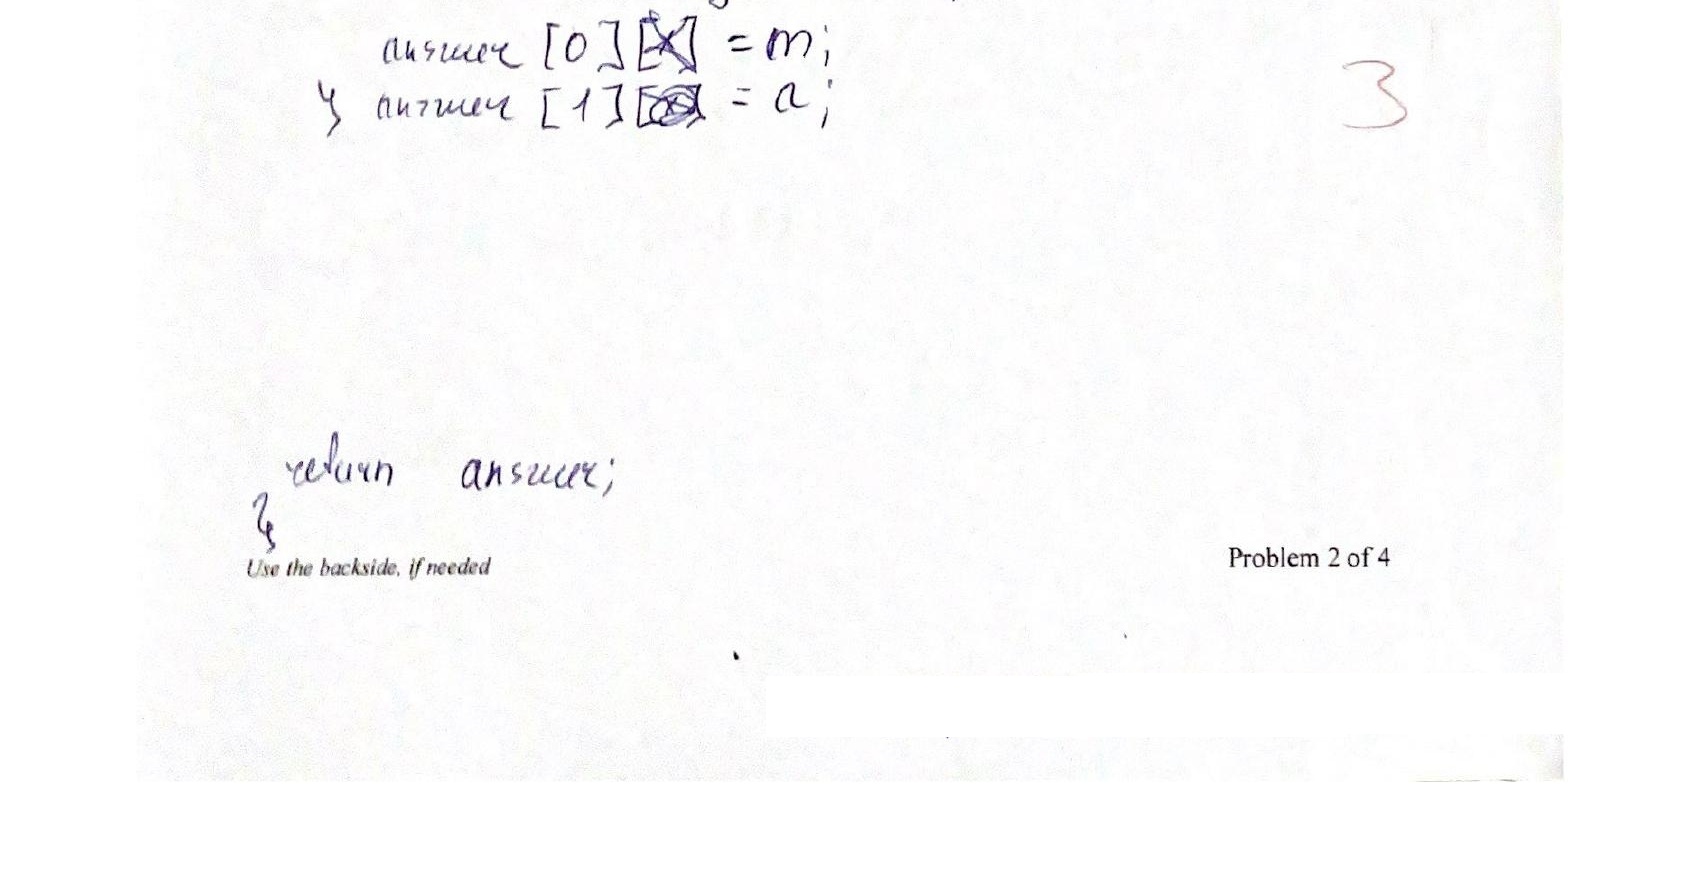 answer [0] = m;
} answer [1] = a;
3
return answer;
}
Use the backside, if needed
Problem 2 of 4